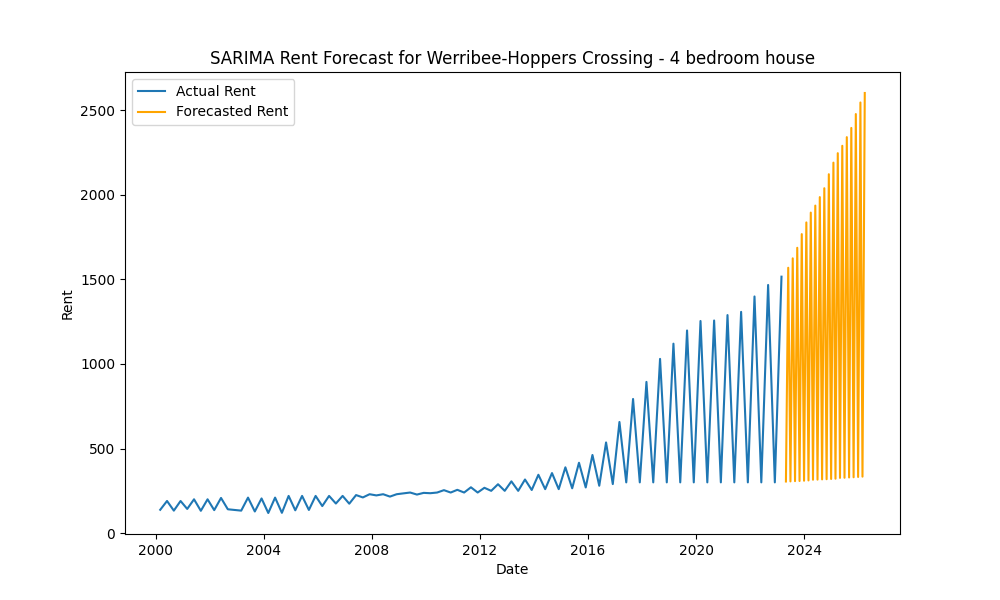 SARIMA Rent Forecast for Werribee-Hoppers Crossing - 4 bedroom house
Actual Rent
Forecasted Rent
2500
2000
1500
1000
500
0
Rent
2000 2004 2008 2012 2016 2020 2024
Date